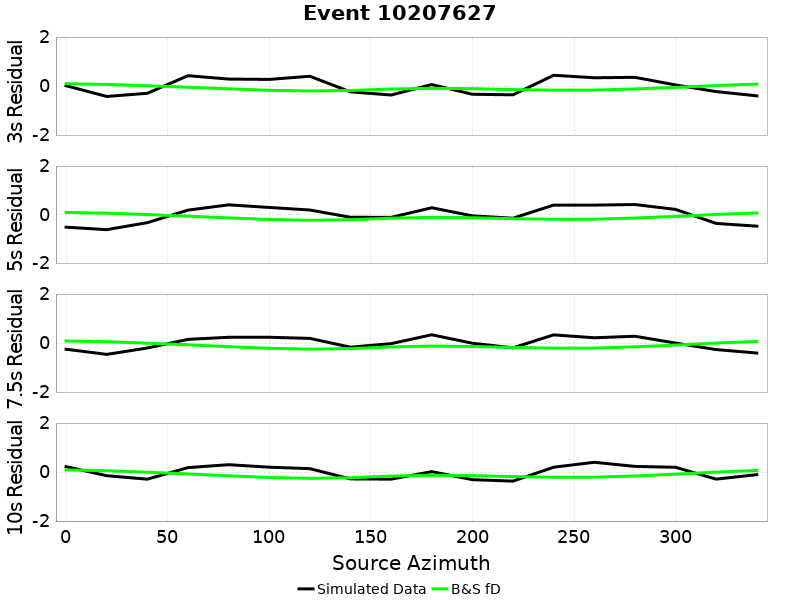 Event 10207627
3s Residual
2
0
-2
5s Residual
2
0
-2
7.5s Residual
2
0
-2
10s Residual
2
0
-2
0 50 100 150 200 250 300
Source Azimuth
Simulated Data B&S fD